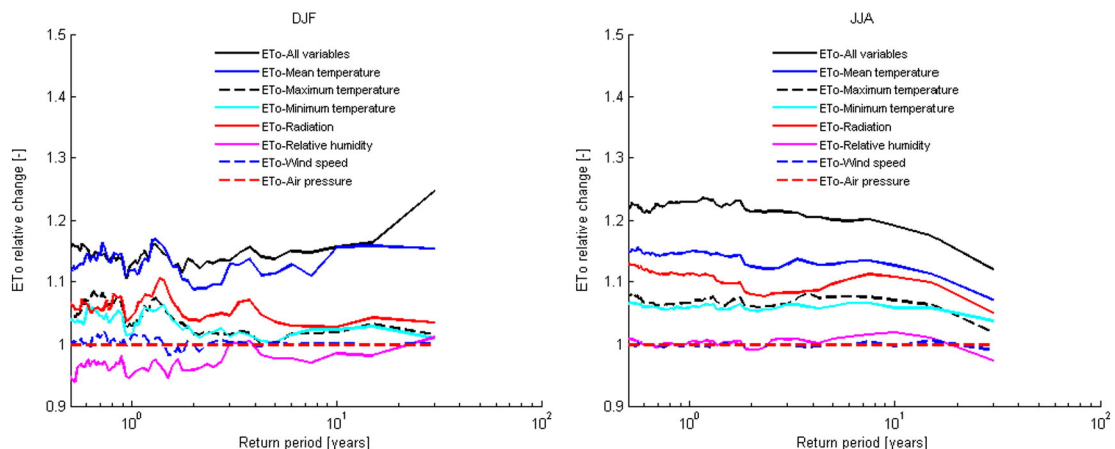 DJF
1.5
1.4
1.3
1.2
1.1
1
0.9
ETo relative change [-]
ETo-All variables
ETo-Mean temperature
ETo-Maximum temperature
ETo-Minimum temperature
ETo-Radiation
ETo-Relative humidity
ETo-Wind speed
ETo-Air pressure
10^0
10^1
10^2
Return period [years]
JJA
1.5
1.4
1.3
1.2
1.1
1
0.9
ETo relative change [-]
ETo-All variables
ETo-Mean temperature
ETo-Maximum temperature
ETo-Minimum temperature
ETo-Radiation
ETo-Relative humidity
ETo-Wind speed
ETo-Air pressure
10^0
10^1
10^2
Return period [years]